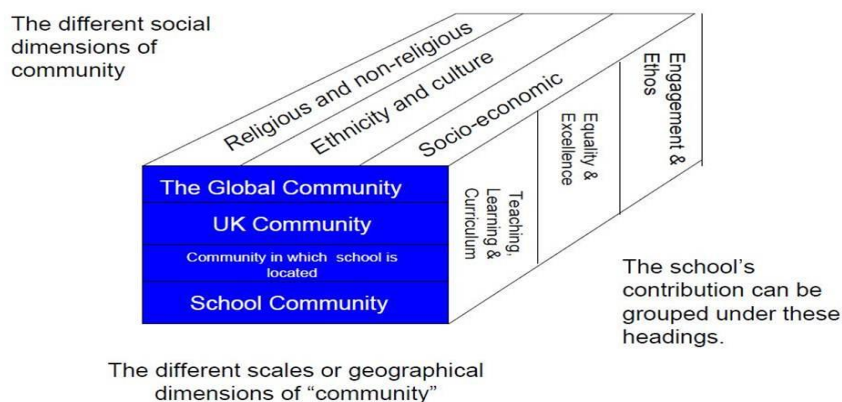 The different social
dimensions of
community
Religious and non-religious
Ethnicity and culture
Socio-economic
The Global Community
UK Community
Community in which school is
located
School Community
Teaching,
Learning &
Curriculum
Equality &
Excellence
Engagement &
Ethos
The school’s
contribution can be
grouped under these
headings.
The different scales or geographical
dimensions of “community”